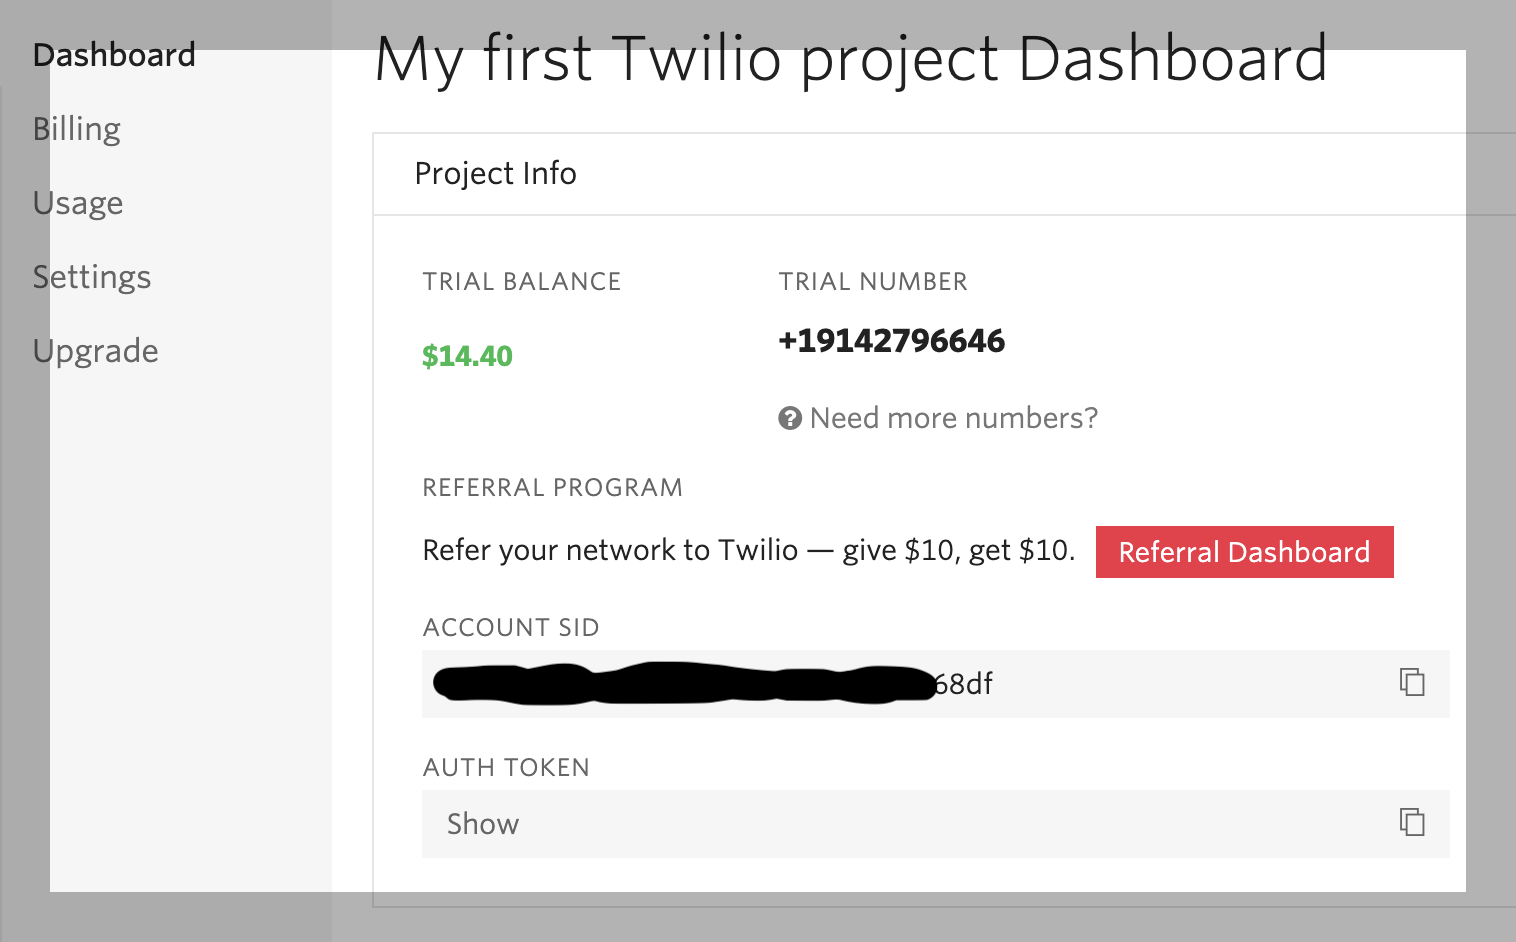 Dashboard
Billing
Usage
Settings
Upgrade
My first Twilio project Dashboard
Project Info
TRIAL BALANCE
$14.40
TRIAL NUMBER
+19142796646
Need more numbers?
REFERRAL PROGRAM
Refer your network to Twilio — give $10, get $10.
Referral Dashboard
ACCOUNT SID
68df
AUTH TOKEN
Show